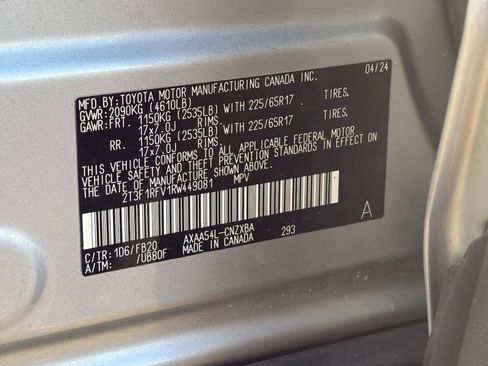 MFD.BY:TOYOTA MOTOR MANUFACTURING CANADA INC. 04/24
GVWR:2090KG (4610LB)
GAWR:FRT. 1150KG (2535LB) WITH 225/65R17 TIRES,
17x7.0J RIMS.
RR. 1150KG (2535LB) WITH 225/65R17 TIRES,
17x7.0J RIMS.
THIS VEHICLE CONFORMS TO ALL APPLICABLE FEDERAL MOTOR
VEHICLE SAFETY AND THEFT PREVENTION STANDARDS IN EFFECT ON
THE DATE OF MANUFACTURE SHOWN ABOVE.
2T3F1RFV1RW449081 MPV
A
C/TR:1D6/FB20 AXAA54L-CNZXBA 293
A/TM: /UB80F MADE IN CANADA